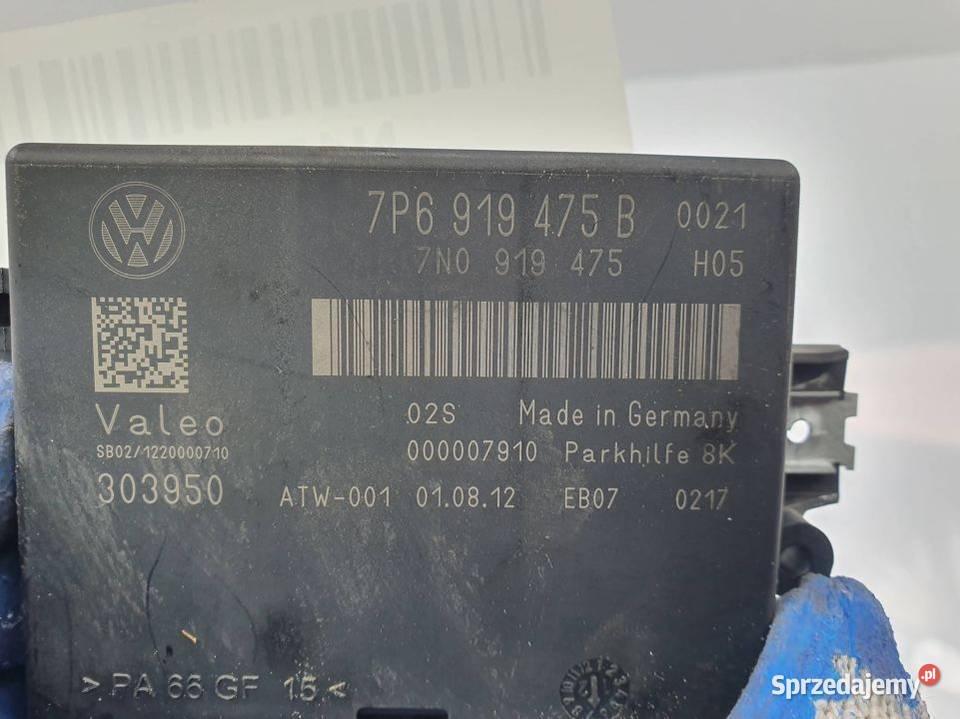 7P6 919 475 B 0021
7N0 919 475 H05
Valeo
SB02/1220000710
303950
02S Made in Germany
000007910 Parkhilfe 8K
ATW-001 01.08.12 EB07 0217
>PA 66 GF 15<
Sprzedajemy.pl